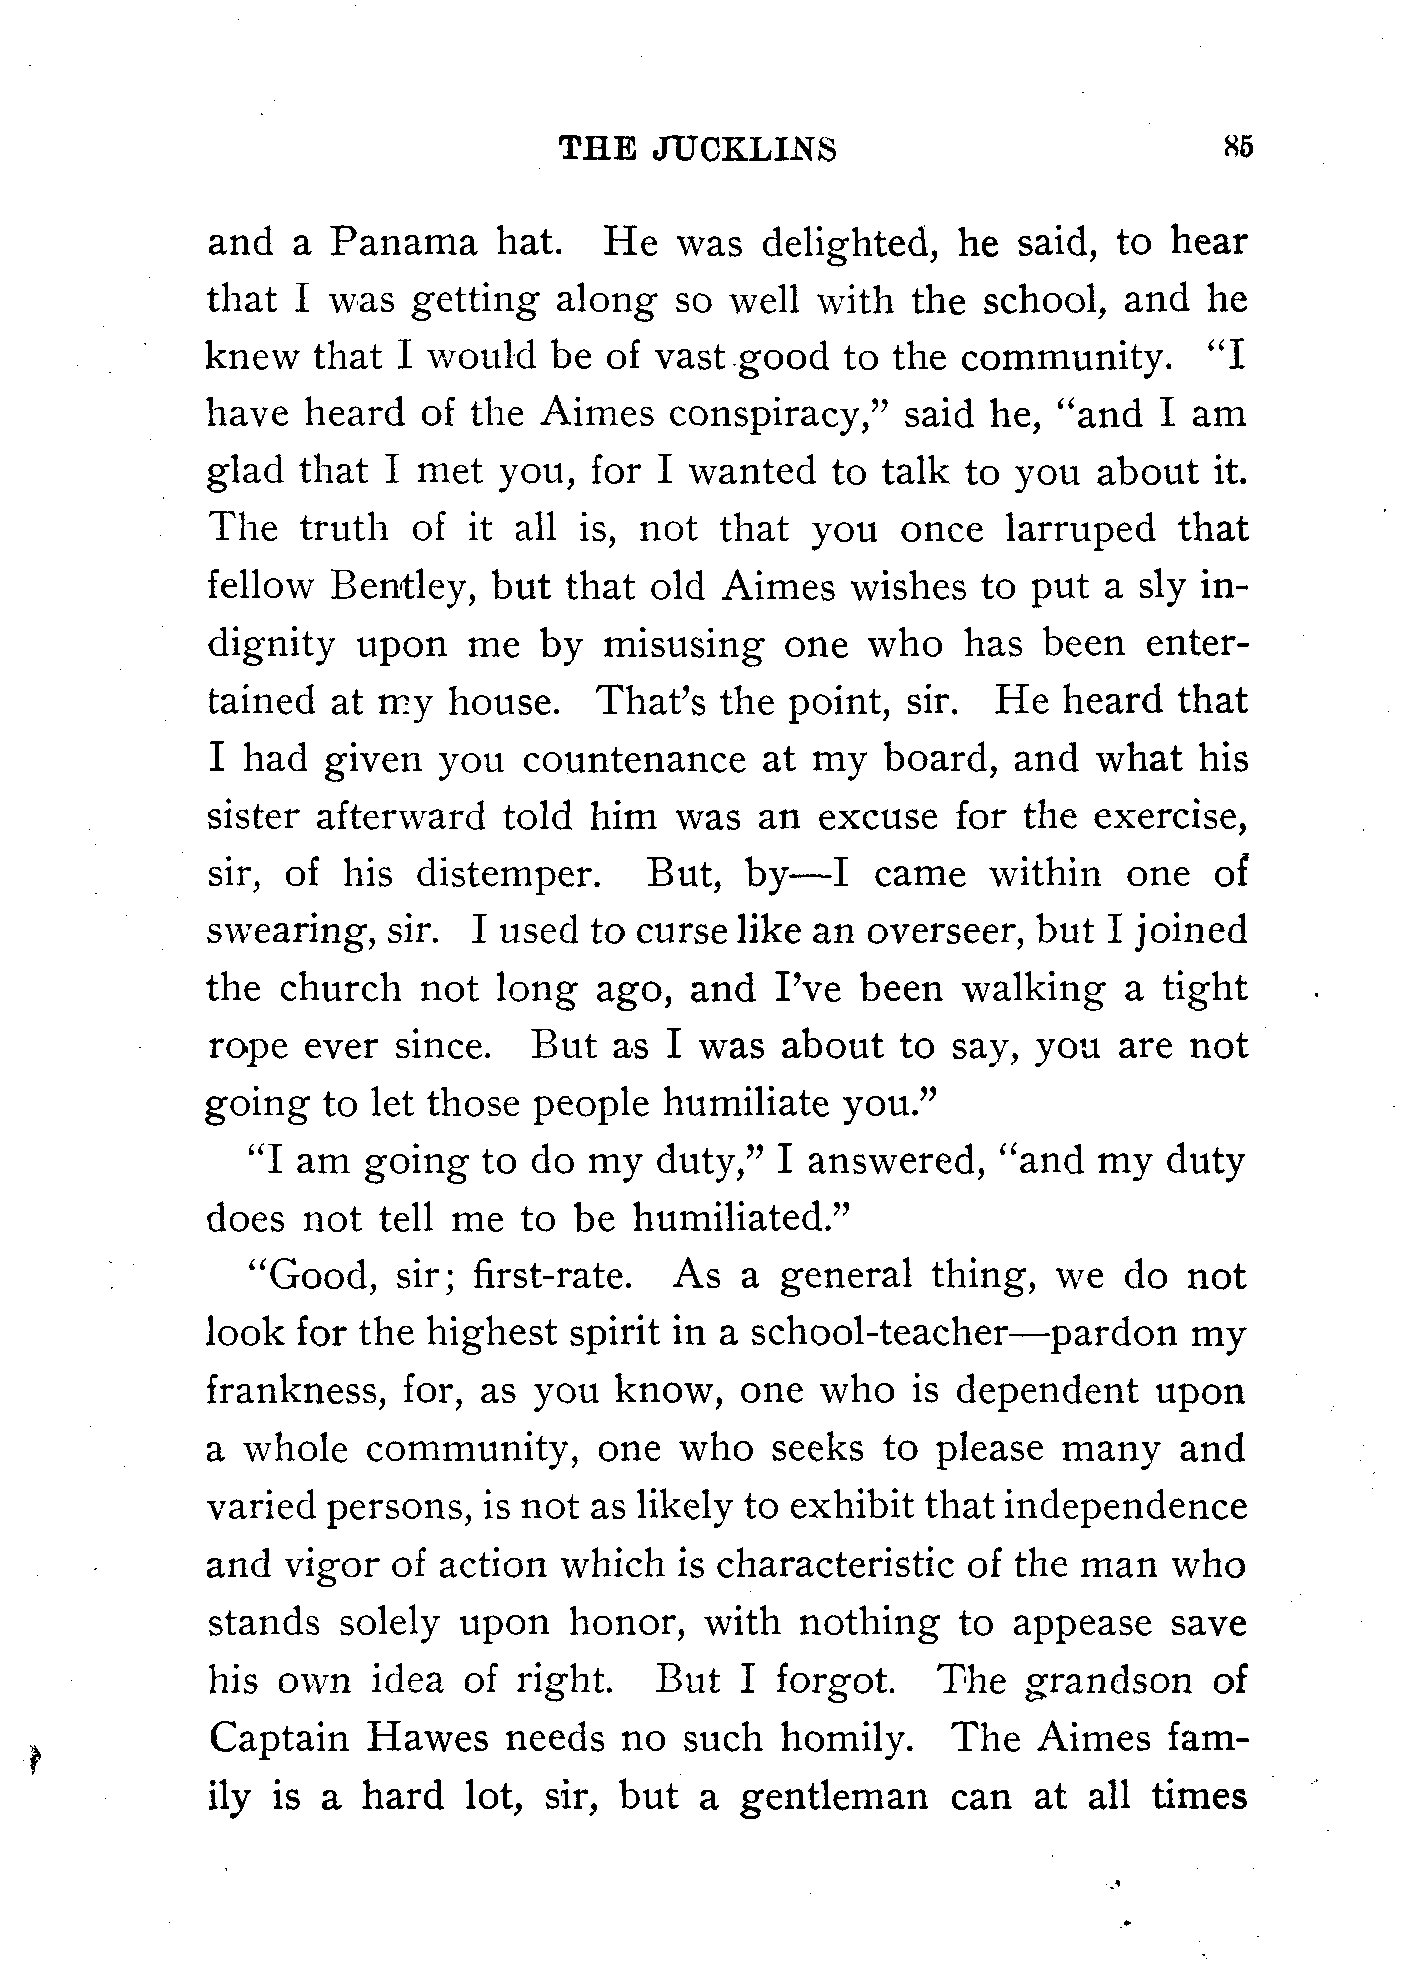 THE JUCKLINS 85
and a Panama hat. He was delighted, he said, to hear
that I was getting along so well with the school, and he
knew that I would be of vast good to the community. “I
have heard of the Aimes conspiracy,” said he, “and I am
glad that I met you, for I wanted to talk to you about it.
The truth of it all is, not that you once larruped that
fellow Bentley, but that old Aimes wishes to put a sly in-
dignity upon me by misusing one who has been enter-
tained at my house. That’s the point, sir. He heard that
I had given you countenance at my board, and what his
sister afterward told him was an excuse for the exercise,
sir, of his distemper. But, by—I came within one of
swearing, sir. I used to curse like an overseer, but I joined
the church not long ago, and I’ve been walking a tight
rope ever since. But as I was about to say, you are not
going to let those people humiliate you.”
“I am going to do my duty,” I answered, “and my duty
does not tell me to be humiliated.”
“Good, sir; first-rate. As a general thing, we do not
look for the highest spirit in a school-teacher—pardon my
frankness, for, as you know, one who is dependent upon
a whole community, one who seeks to please many and
varied persons, is not as likely to exhibit that independence
and vigor of action which is characteristic of the man who
stands solely upon honor, with nothing to appease save
his own idea of right. But I forgot. The grandson of
Captain Hawes needs no such homily. The Aimes fam-
ily is a hard lot, sir, but a gentleman can at all times